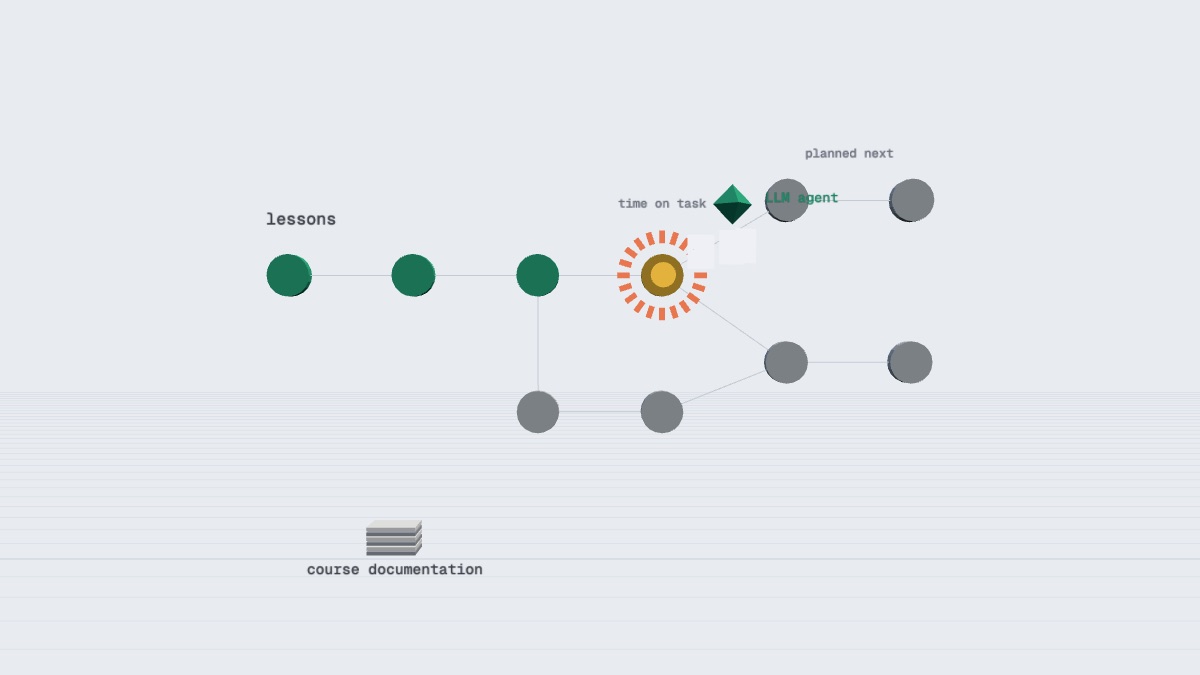 planned next
time on task
LLM agent
lessons
course documentation